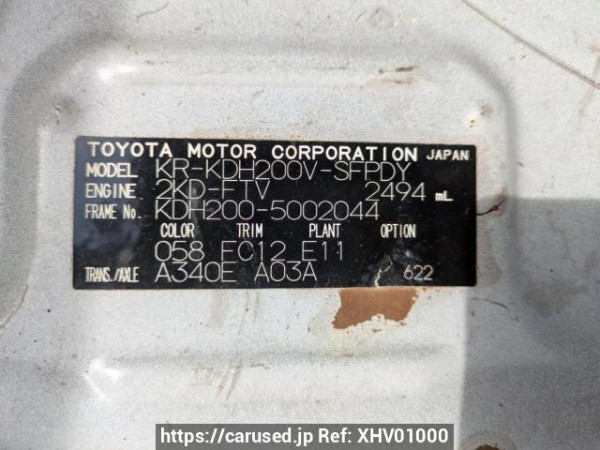 TOYOTA MOTOR CORPORATION JAPAN
MODEL KR-KDH200V-SFPDY
ENGINE 2KD-FTV 2494 mL
FRAME No. KDH200-5002044
COLOR TRIM PLANT OPTION
058 FC12 E11
TRANS./AXLE A340E A03A 622
https://carused.jp Ref: XHV01000